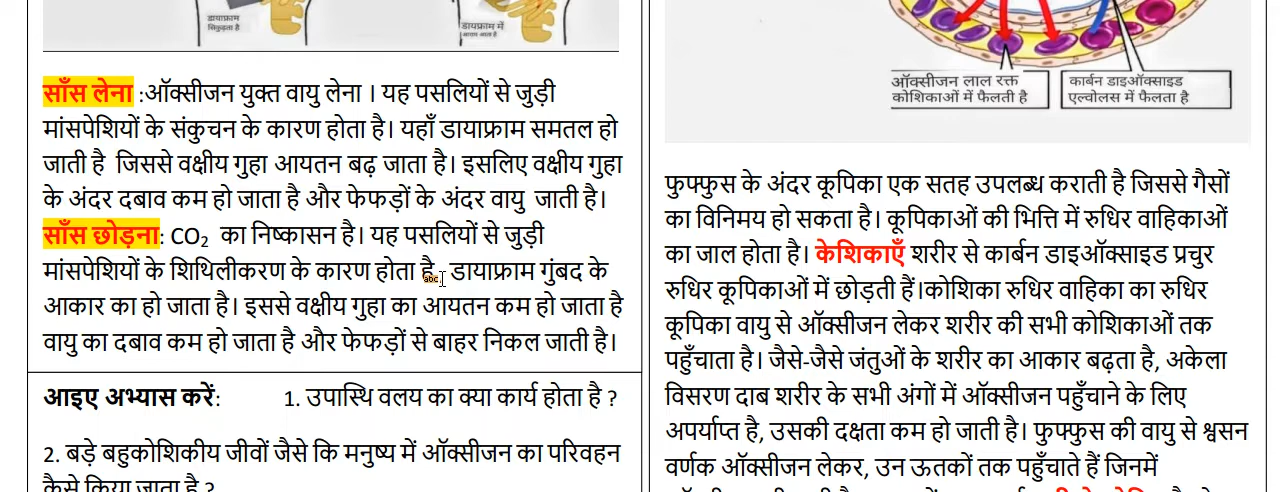 डायाफ्राम
सिकुड़ता है
डायाफ्राम में
आराम आता है
साँस लेना :ऑक्सीजन युक्त वायु लेना । यह पसलियों से जुड़ी
मांसपेशियों के संकुचन के कारण होता है। यहाँ डायाफ्राम समतल हो
जाती है जिससे वक्षीय गुहा आयतन बढ़ जाता है। इसलिए वक्षीय गुहा
के अंदर दबाव कम हो जाता है और फेफड़ों के अंदर वायु जाती है।
साँस छोड़ना: CO₂ का निष्कासन है। यह पसलियों से जुड़ी
मांसपेशियों के शिथिलीकरण के कारण होता है, डायाफ्राम गुंबद के
आकार का हो जाता है। इससे वक्षीय गुहा का आयतन कम हो जाता है
वायु का दबाव कम हो जाता है और फेफड़ों से बाहर निकल जाती है।
आइए अभ्यास करें: 1. उपास्थि वलय का क्या कार्य होता है ?
2. बड़े बहुकोशिकीय जीवों जैसे कि मनुष्य में ऑक्सीजन का परिवहन
कैसे किया जाता है ?
ऑक्सीजन लाल रक्त
कोशिकाओं में फैलती है
कार्बन डाइऑक्साइड
एल्वोलस में फैलता है
फुफ्फुस के अंदर कूपिका एक सतह उपलब्ध कराती है जिससे गैसों
का विनिमय हो सकता है। कूपिकाओं की भित्ति में रुधिर वाहिकाओं
का जाल होता है। केशिकाएँ शरीर से कार्बन डाइऑक्साइड प्रचुर
रुधिर कूपिकाओं में छोड़ती हैं।कोशिका रुधिर वाहिका का रुधिर
कूपिका वायु से ऑक्सीजन लेकर शरीर की सभी कोशिकाओं तक
पहुँचाता है। जैसे-जैसे जंतुओं के शरीर का आकार बढ़ता है, अकेला
विसरण दाब शरीर के सभी अंगों में ऑक्सीजन पहुँचाने के लिए
अपर्याप्त है, उसकी दक्षता कम हो जाती है। फुफ्फुस की वायु से श्वसन
वर्णक ऑक्सीजन लेकर, उन ऊतकों तक पहुँचाते हैं जिनमें